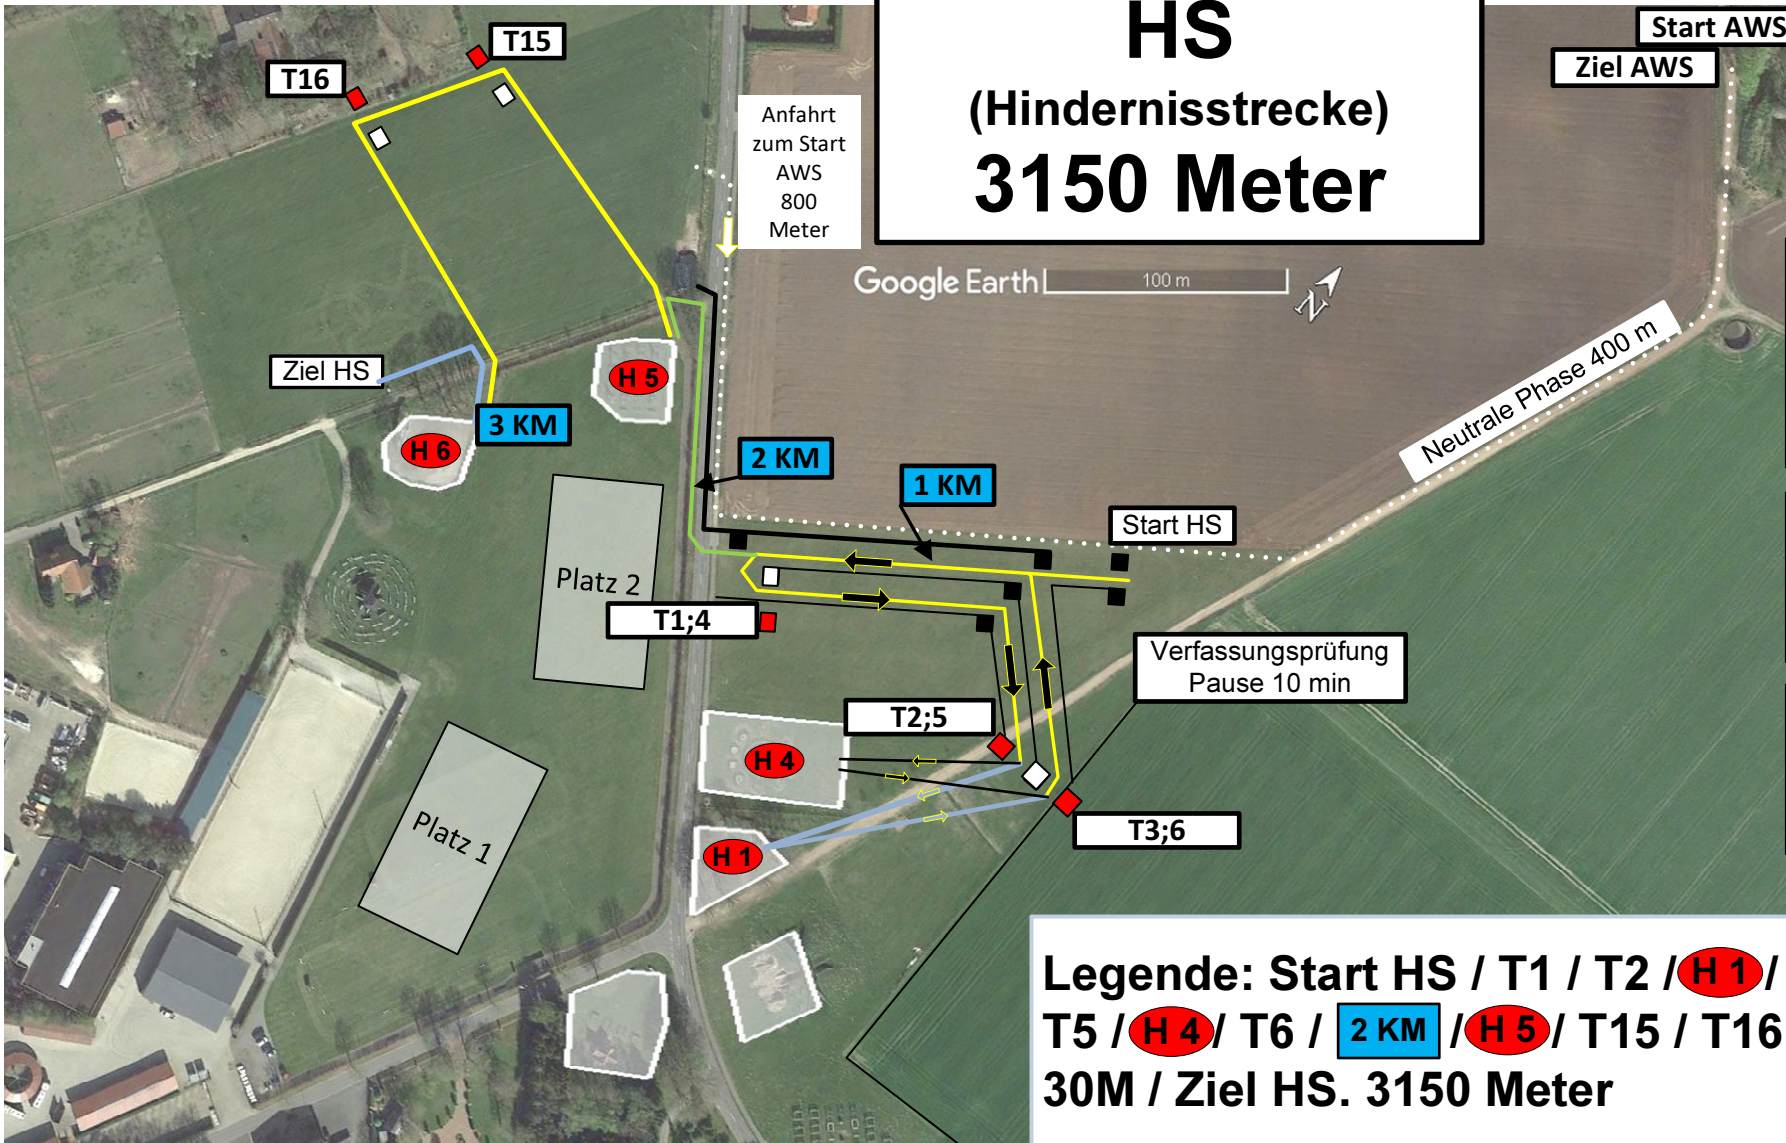 HS
(Hindernisstrecke)
3150 Meter
Start AWS
Ziel AWS
T15
T16
Anfahrt
zum Start
AWS
800
Meter
Google Earth
100 m
N
Neutrale Phase 400 m
Ziel HS
H 5
3 KM
H 6
2 KM
1 KM
Start HS
Platz 2
T1;4
Verfassungsprüfung
Pause 10 min
T2;5
H 4
T3;6
Platz 1
H 1
Legende: Start HS / T1 / T2 / H 1 /
T5 / H 4 / T6 / 2 KM / H 5 / T15 / T16
30M / Ziel HS. 3150 Meter